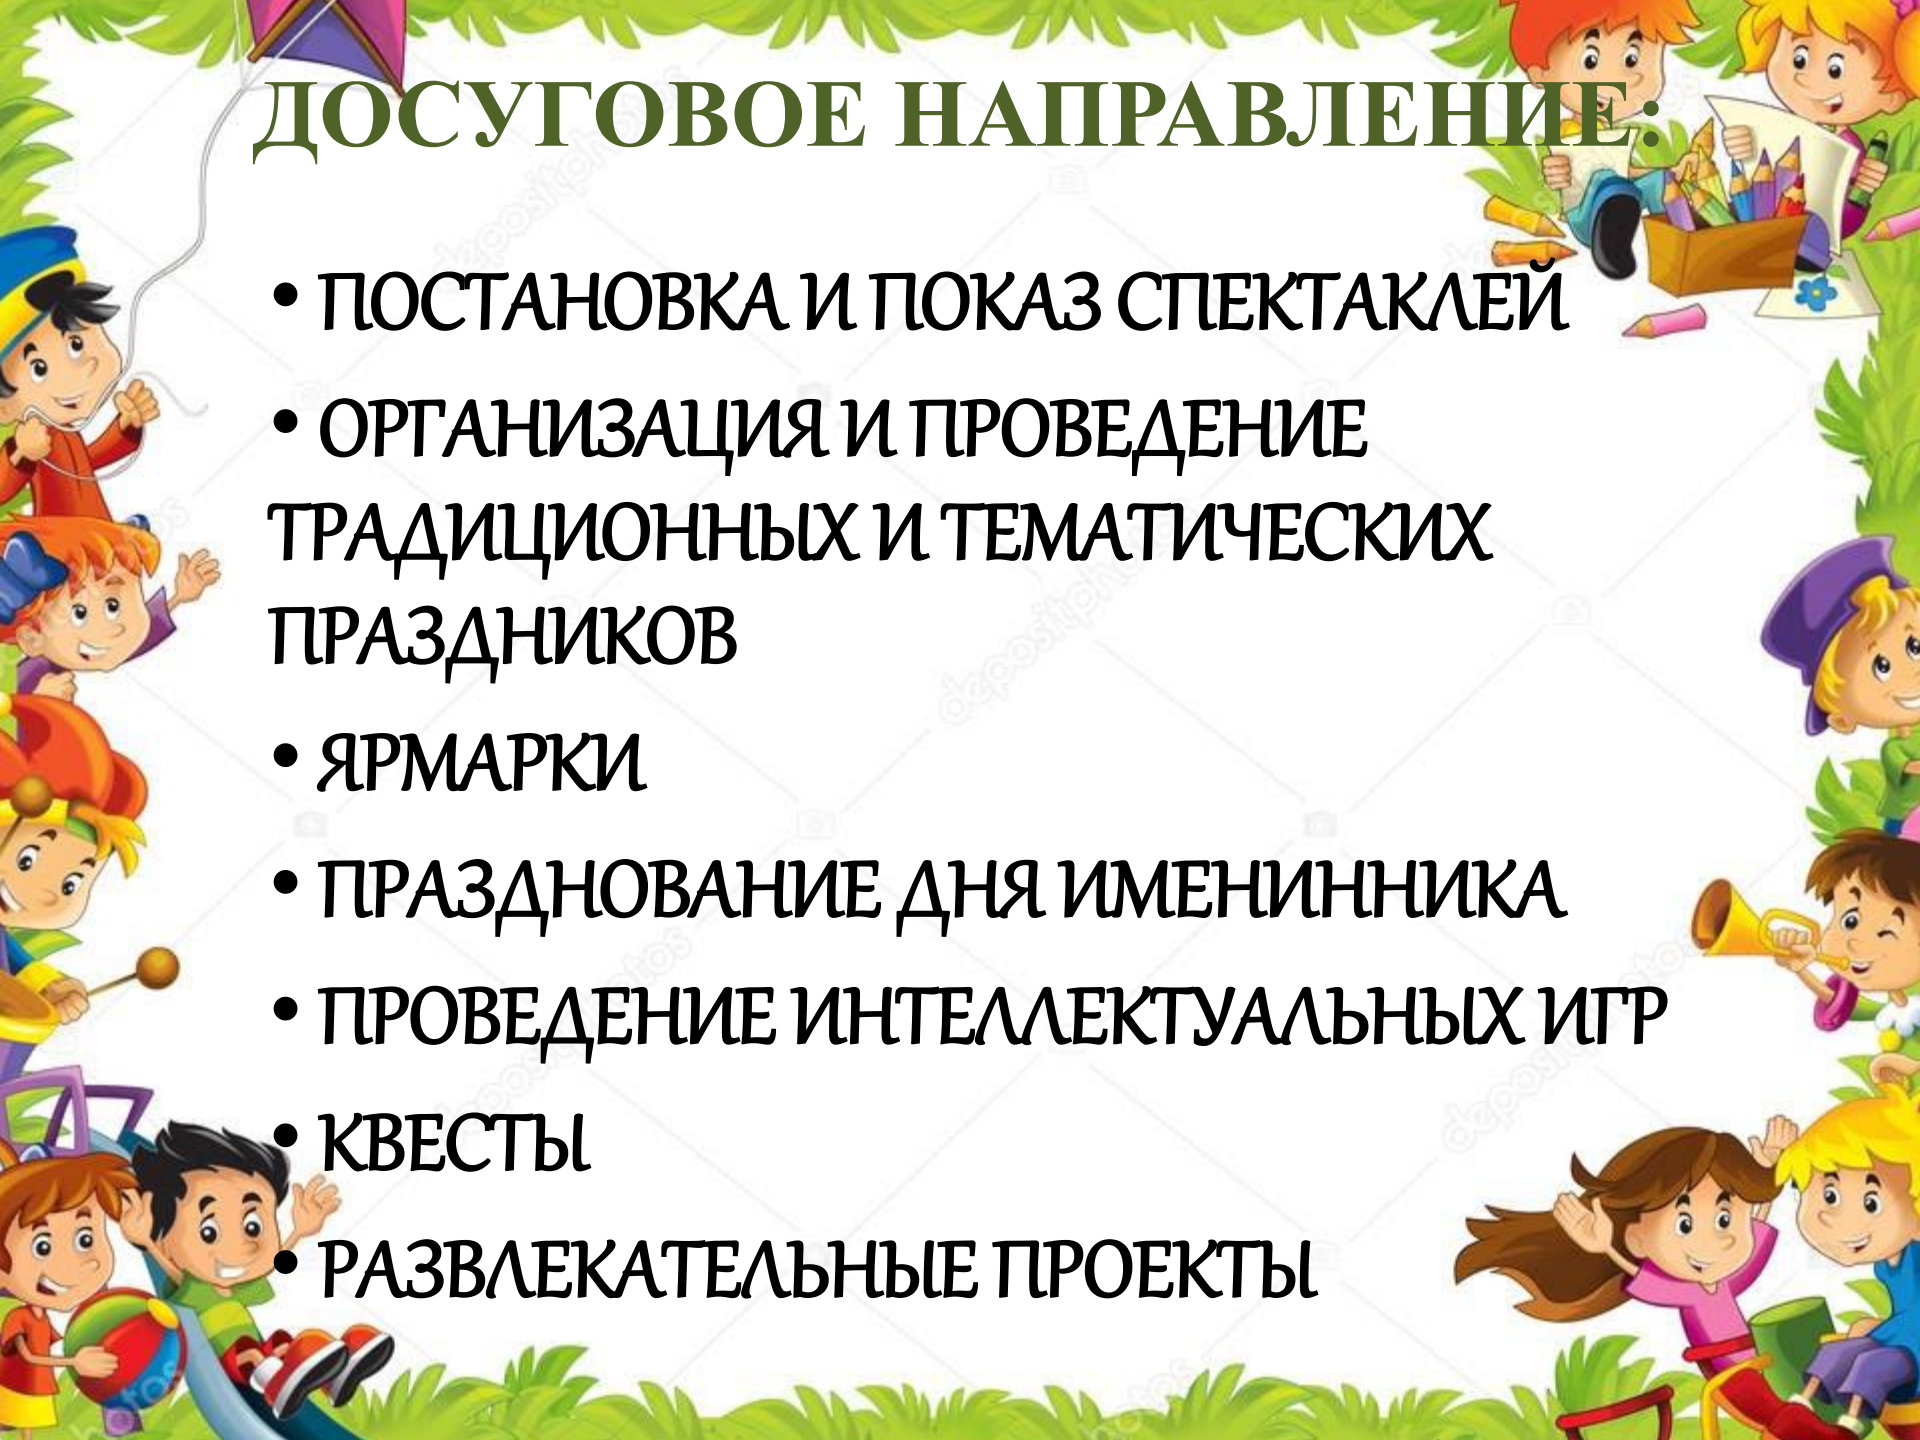 ДОСУГОВОЕ НАПРАВЛЕНИЕ:
• ПОСТАНОВКА И ПОКАЗ СПЕКТАКЛЕЙ
• ОРГАНИЗАЦИЯ И ПРОВЕДЕНИЕ
ТРАДИЦИОННЫХ И ТЕМАТИЧЕСКИХ
ПРАЗДНИКОВ
• ЯРМАРКИ
• ПРАЗДНОВАНИЕ ДНЯ ИМЕНИННИКА
• ПРОВЕДЕНИЕ ИНТЕЛЛЕКТУАЛЬНЫХ ИГР
• КВЕСТЫ
• РАЗВЛЕКАТЕЛЬНЫЕ ПРОЕКТЫ
depositphotos